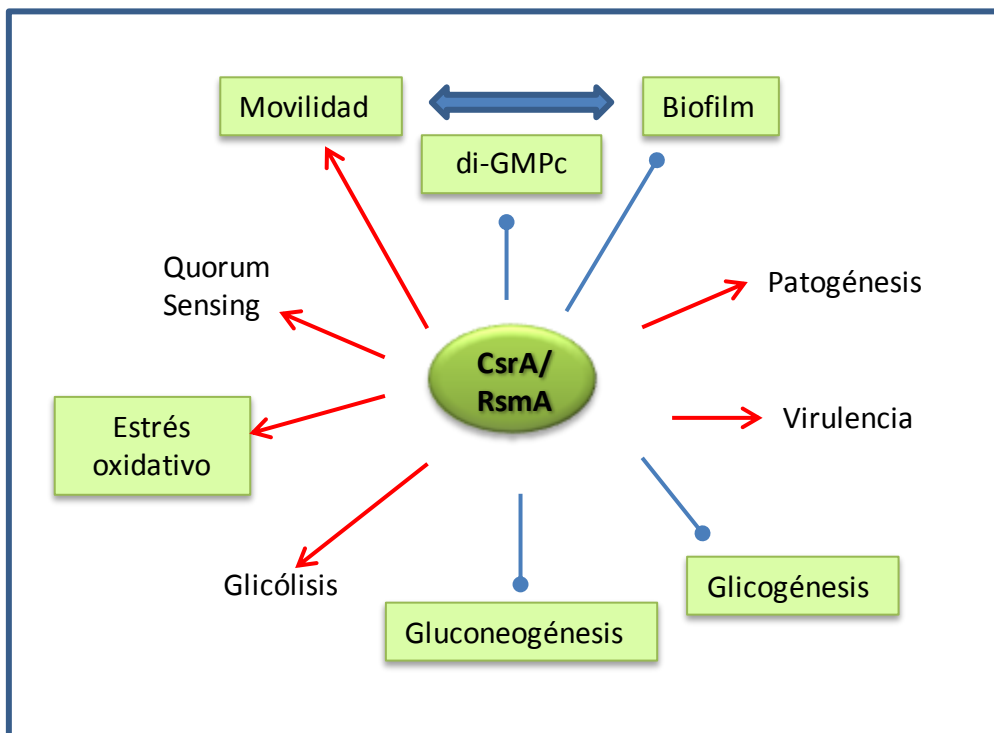 Movilidad
Biofilm
di-GMPc
Quorum
Sensing
Patogénesis
CsrA/
RsmA
Estrés
oxidativo
Virulencia
Glicólisis
Glicogénesis
Gluconeogénesis